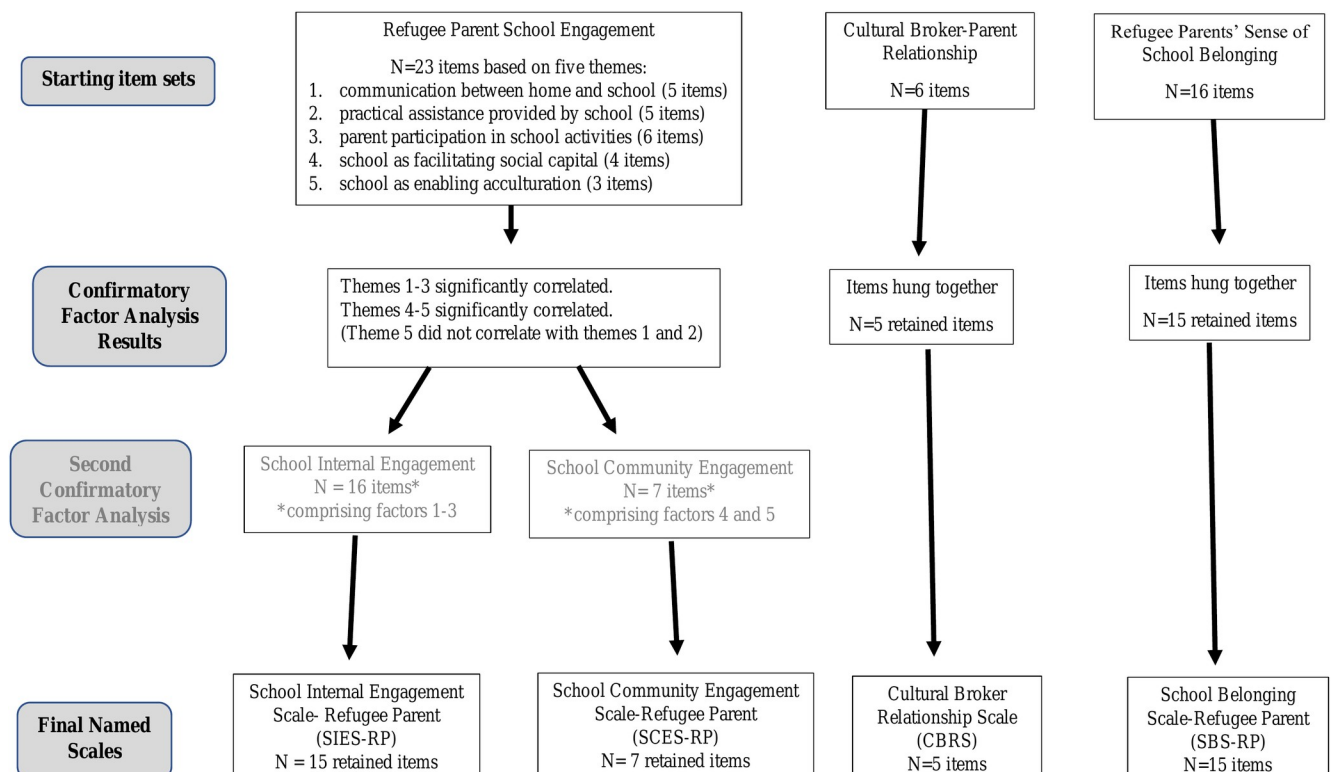 Starting item sets
Refugee Parent School Engagement
N=23 items based on five themes:
1. communication between home and school (5 items)
2. practical assistance provided by school (5 items)
3. parent participation in school activities (6 items)
4. school as facilitating social capital (4 items)
5. school as enabling acculturation (3 items)
Cultural Broker-Parent
Relationship
N=6 items
Refugee Parents’ Sense of
School Belonging
N=16 items
Confirmatory
Factor Analysis
Results
Themes 1-3 significantly correlated.
Themes 4-5 significantly correlated.
(Theme 5 did not correlate with themes 1 and 2)
Items hung together
N=5 retained items
Items hung together
N=15 retained items
Second
Confirmatory
Factor Analysis
School Internal Engagement
N = 16 items*
*comprising factors 1-3
School Community Engagement
N= 7 items*
*comprising factors 4 and 5
Final Named
Scales
School Internal Engagement
Scale- Refugee Parent
(SIES-RP)
N = 15 retained items
School Community Engagement
Scale-Refugee Parent
(SCES-RP)
N= 7 retained items
Cultural Broker
Relationship Scale
(CBRS)
N=5 items
School Belonging
Scale-Refugee Parent
(SBS-RP)
N=15 items